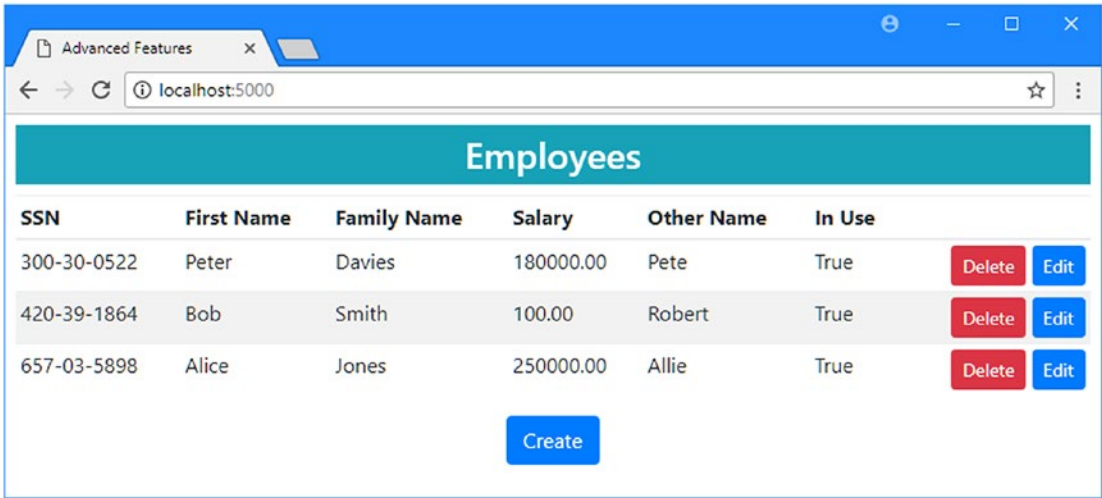 Advanced Features
localhost:5000
Employees
SSN First Name Family Name Salary Other Name In Use
300-30-0522 Peter Davies 180000.00 Pete True Delete Edit
420-39-1864 Bob Smith 100.00 Robert True Delete Edit
657-03-5898 Alice Jones 250000.00 Allie True Delete Edit
Create